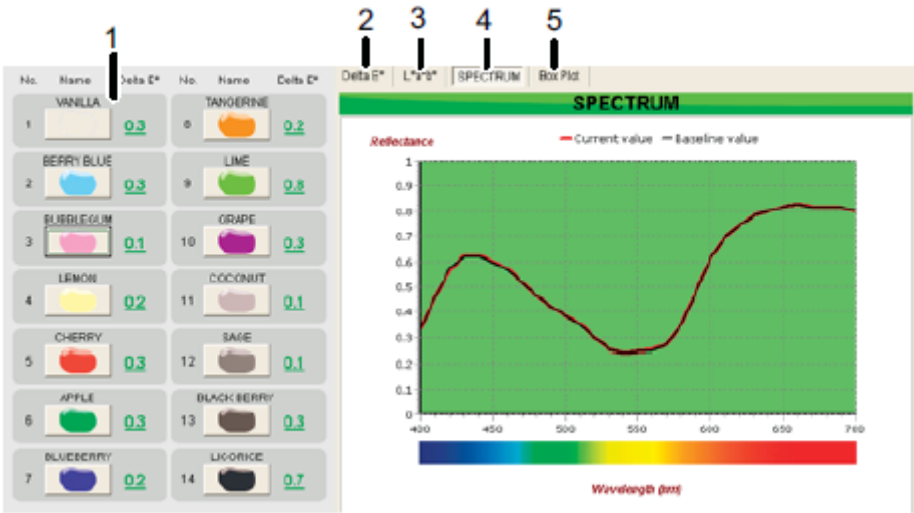 1
2 3 4 5
No. Name Delta E* No. Name Delta E*
Delta E* L*a*b* SPECTRUM Box Plot
VANILLA
1 0.3
TANGERINE
8 0.2
BERRY BLUE
2 0.3
LIME
9 0.8
BUBBLEGUM
3 0.1
GRAPE
10 0.3
LEMON
4 0.2
COCONUT
11 0.1
CHERRY
5 0.3
SAGE
12 0.1
APPLE
6 0.3
BLACK BERRY
13 0.3
BLUEBERRY
7 0.2
LICORICE
14 0.7
SPECTRUM
Reflectance
Current value Baseline value
1
0.9
0.8
0.7
0.6
0.5
0.4
0.3
0.2
0.1
0
400 450 500 550 600 650 700
Wavelength (nm)